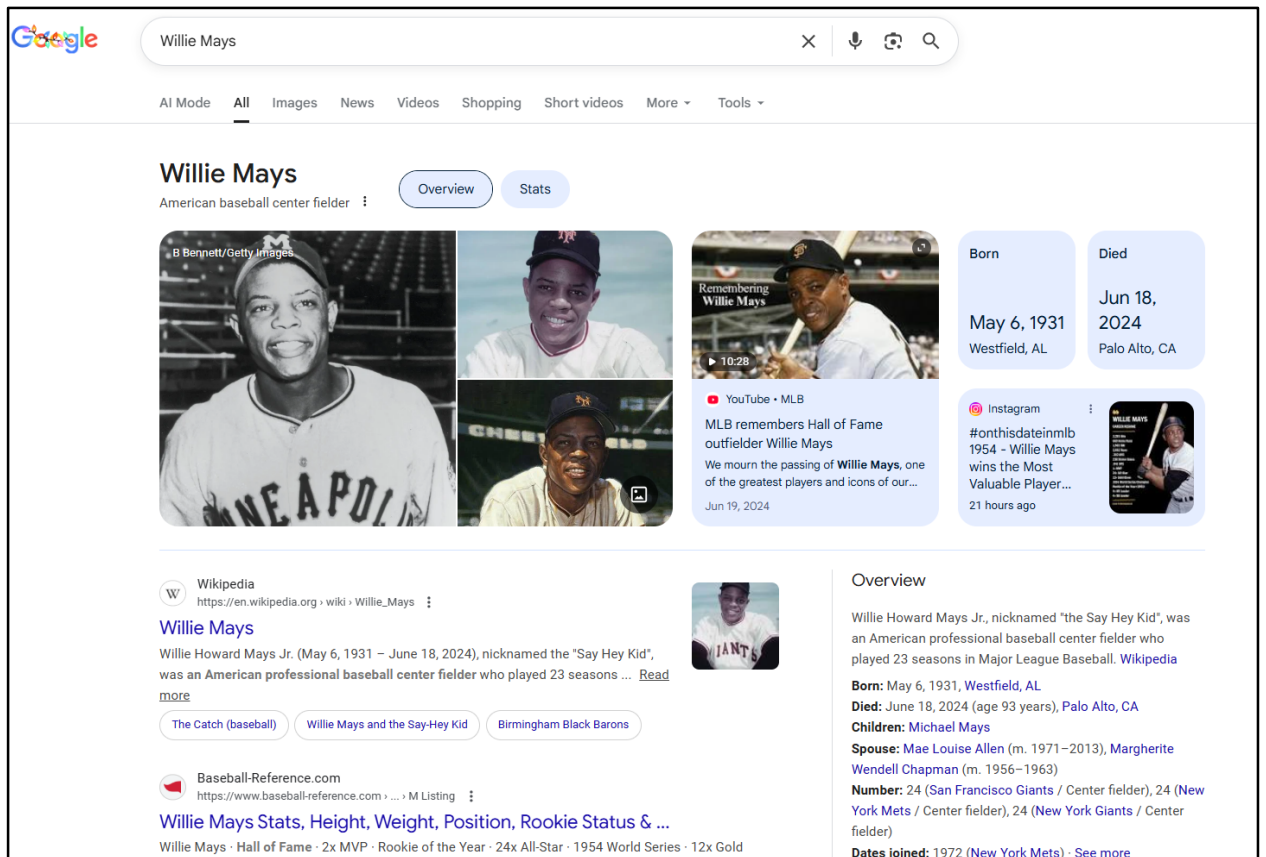 Google
Willie Mays
AI Mode
All
Images
News
Videos
Shopping
Short videos
More
Tools
Willie Mays
American baseball center fielder
Overview
Stats
B Bennett/Getty Images
M
NEAPOL
Remembering
Willie Mays
10:28
YouTube • MLB
MLB remembers Hall of Fame
outfielder Willie Mays
We mourn the passing of Willie Mays, one
of the greatest players and icons of our...
Jun 19, 2024
Born
May 6, 1931
Westfield, AL
Died
Jun 18,
2024
Palo Alto, CA
Instagram
#onthisdateinmlb
1954 - Willie Mays
wins the Most
Valuable Player...
21 hours ago
WILLIE MAYS
Wikipedia
https://en.wikipedia.org › wiki › Willie_Mays
Willie Mays
Willie Howard Mays Jr. (May 6, 1931 – June 18, 2024), nicknamed the "Say Hey Kid",
was an American professional baseball center fielder who played 23 seasons ... Read
more
The Catch (baseball)
Willie Mays and the Say-Hey Kid
Birmingham Black Barons
IANTS
Baseball-Reference.com
https://www.baseball-reference.com › ... › M Listing
Willie Mays Stats, Height, Weight, Position, Rookie Status & ...
Willie Mays · Hall of Fame · 2x MVP · Rookie of the Year · 24x All-Star · 1954 World Series · 12x Gold
Overview
Willie Howard Mays Jr., nicknamed "the Say Hey Kid", was
an American professional baseball center fielder who
played 23 seasons in Major League Baseball. Wikipedia
Born: May 6, 1931, Westfield, AL
Died: June 18, 2024 (age 93 years), Palo Alto, CA
Children: Michael Mays
Spouse: Mae Louise Allen (m. 1971–2013), Margherite
Wendell Chapman (m. 1956–1963)
Number: 24 (San Francisco Giants / Center fielder), 24 (New
York Mets / Center fielder), 24 (New York Giants / Center
fielder)
Dates joined: 1972 (New York Mets) · See more